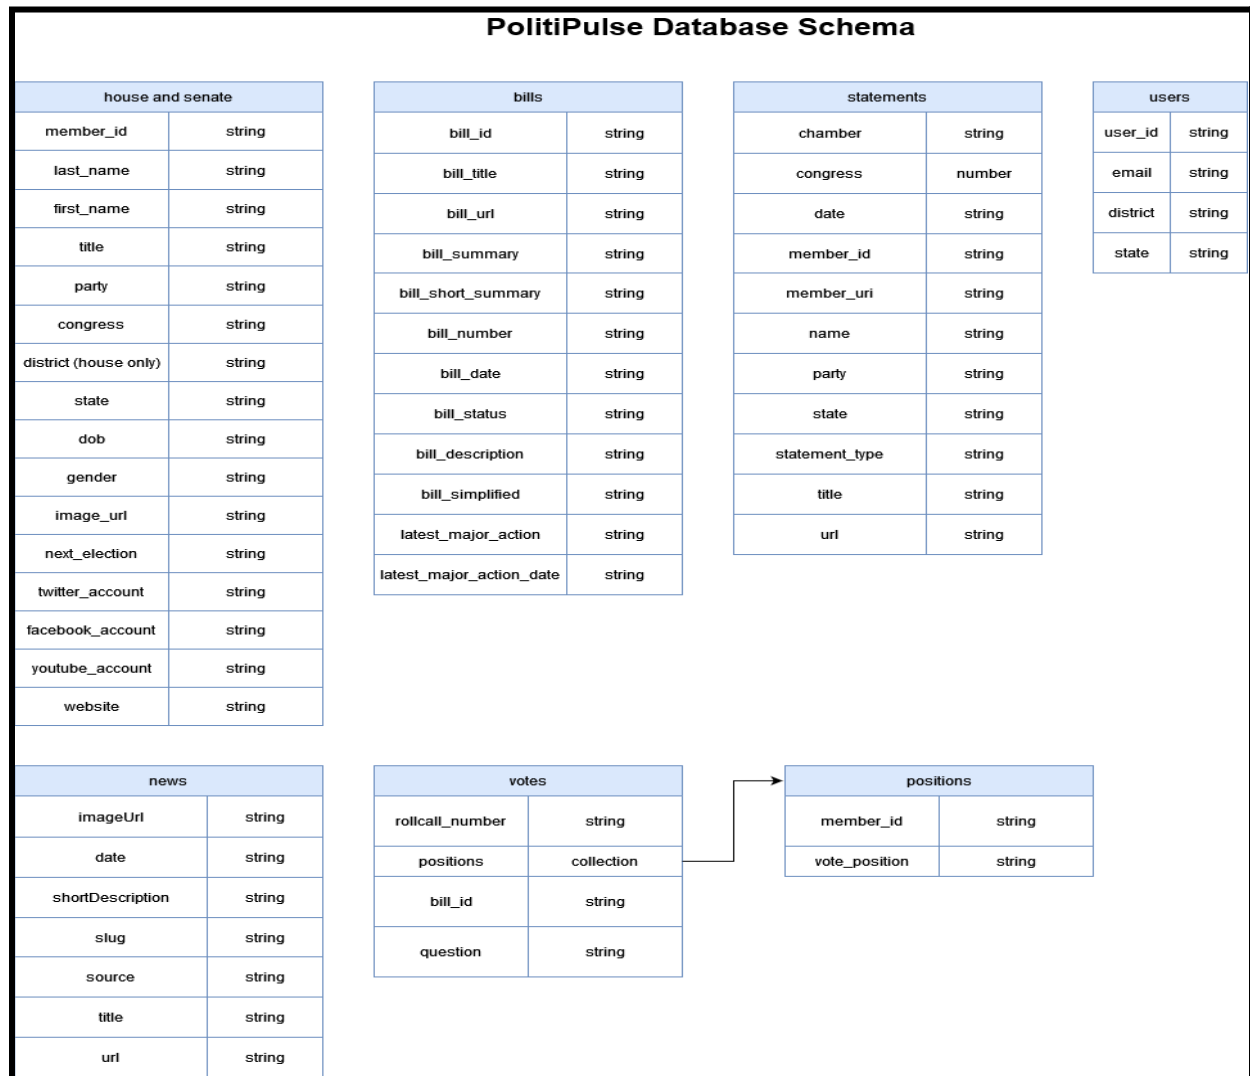 PolitiPulse Database Schema
house and senate
member_id string
last_name string
first_name string
title string
party string
congress string
district (house only) string
state string
dob string
gender string
image_url string
next_election string
twitter_account string
facebook_account string
youtube_account string
website string
bills
bill_id string
bill_title string
bill_url string
bill_summary string
bill_short_summary string
bill_number string
bill_date string
bill_status string
bill_description string
bill_simplified string
latest_major_action string
latest_major_action_date string
statements
chamber string
congress number
date string
member_id string
member_uri string
name string
party string
state string
statement_type string
title string
url string
users
user_id string
email string
district string
state string
news
imageUrl string
date string
shortDescription string
slug string
source string
title string
url string
votes
rollcall_number string
positions collection
bill_id string
question string
positions
member_id string
vote_position string